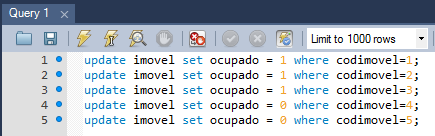 Query 1
Limit to 1000 rows
1 update imovel set ocupado = 1 where codimovel=1;
2 update imovel set ocupado = 1 where codimovel=2;
3 update imovel set ocupado = 1 where codimovel=3;
4 update imovel set ocupado = 0 where codimovel=4;
5 update imovel set ocupado = 0 where codimovel=5;